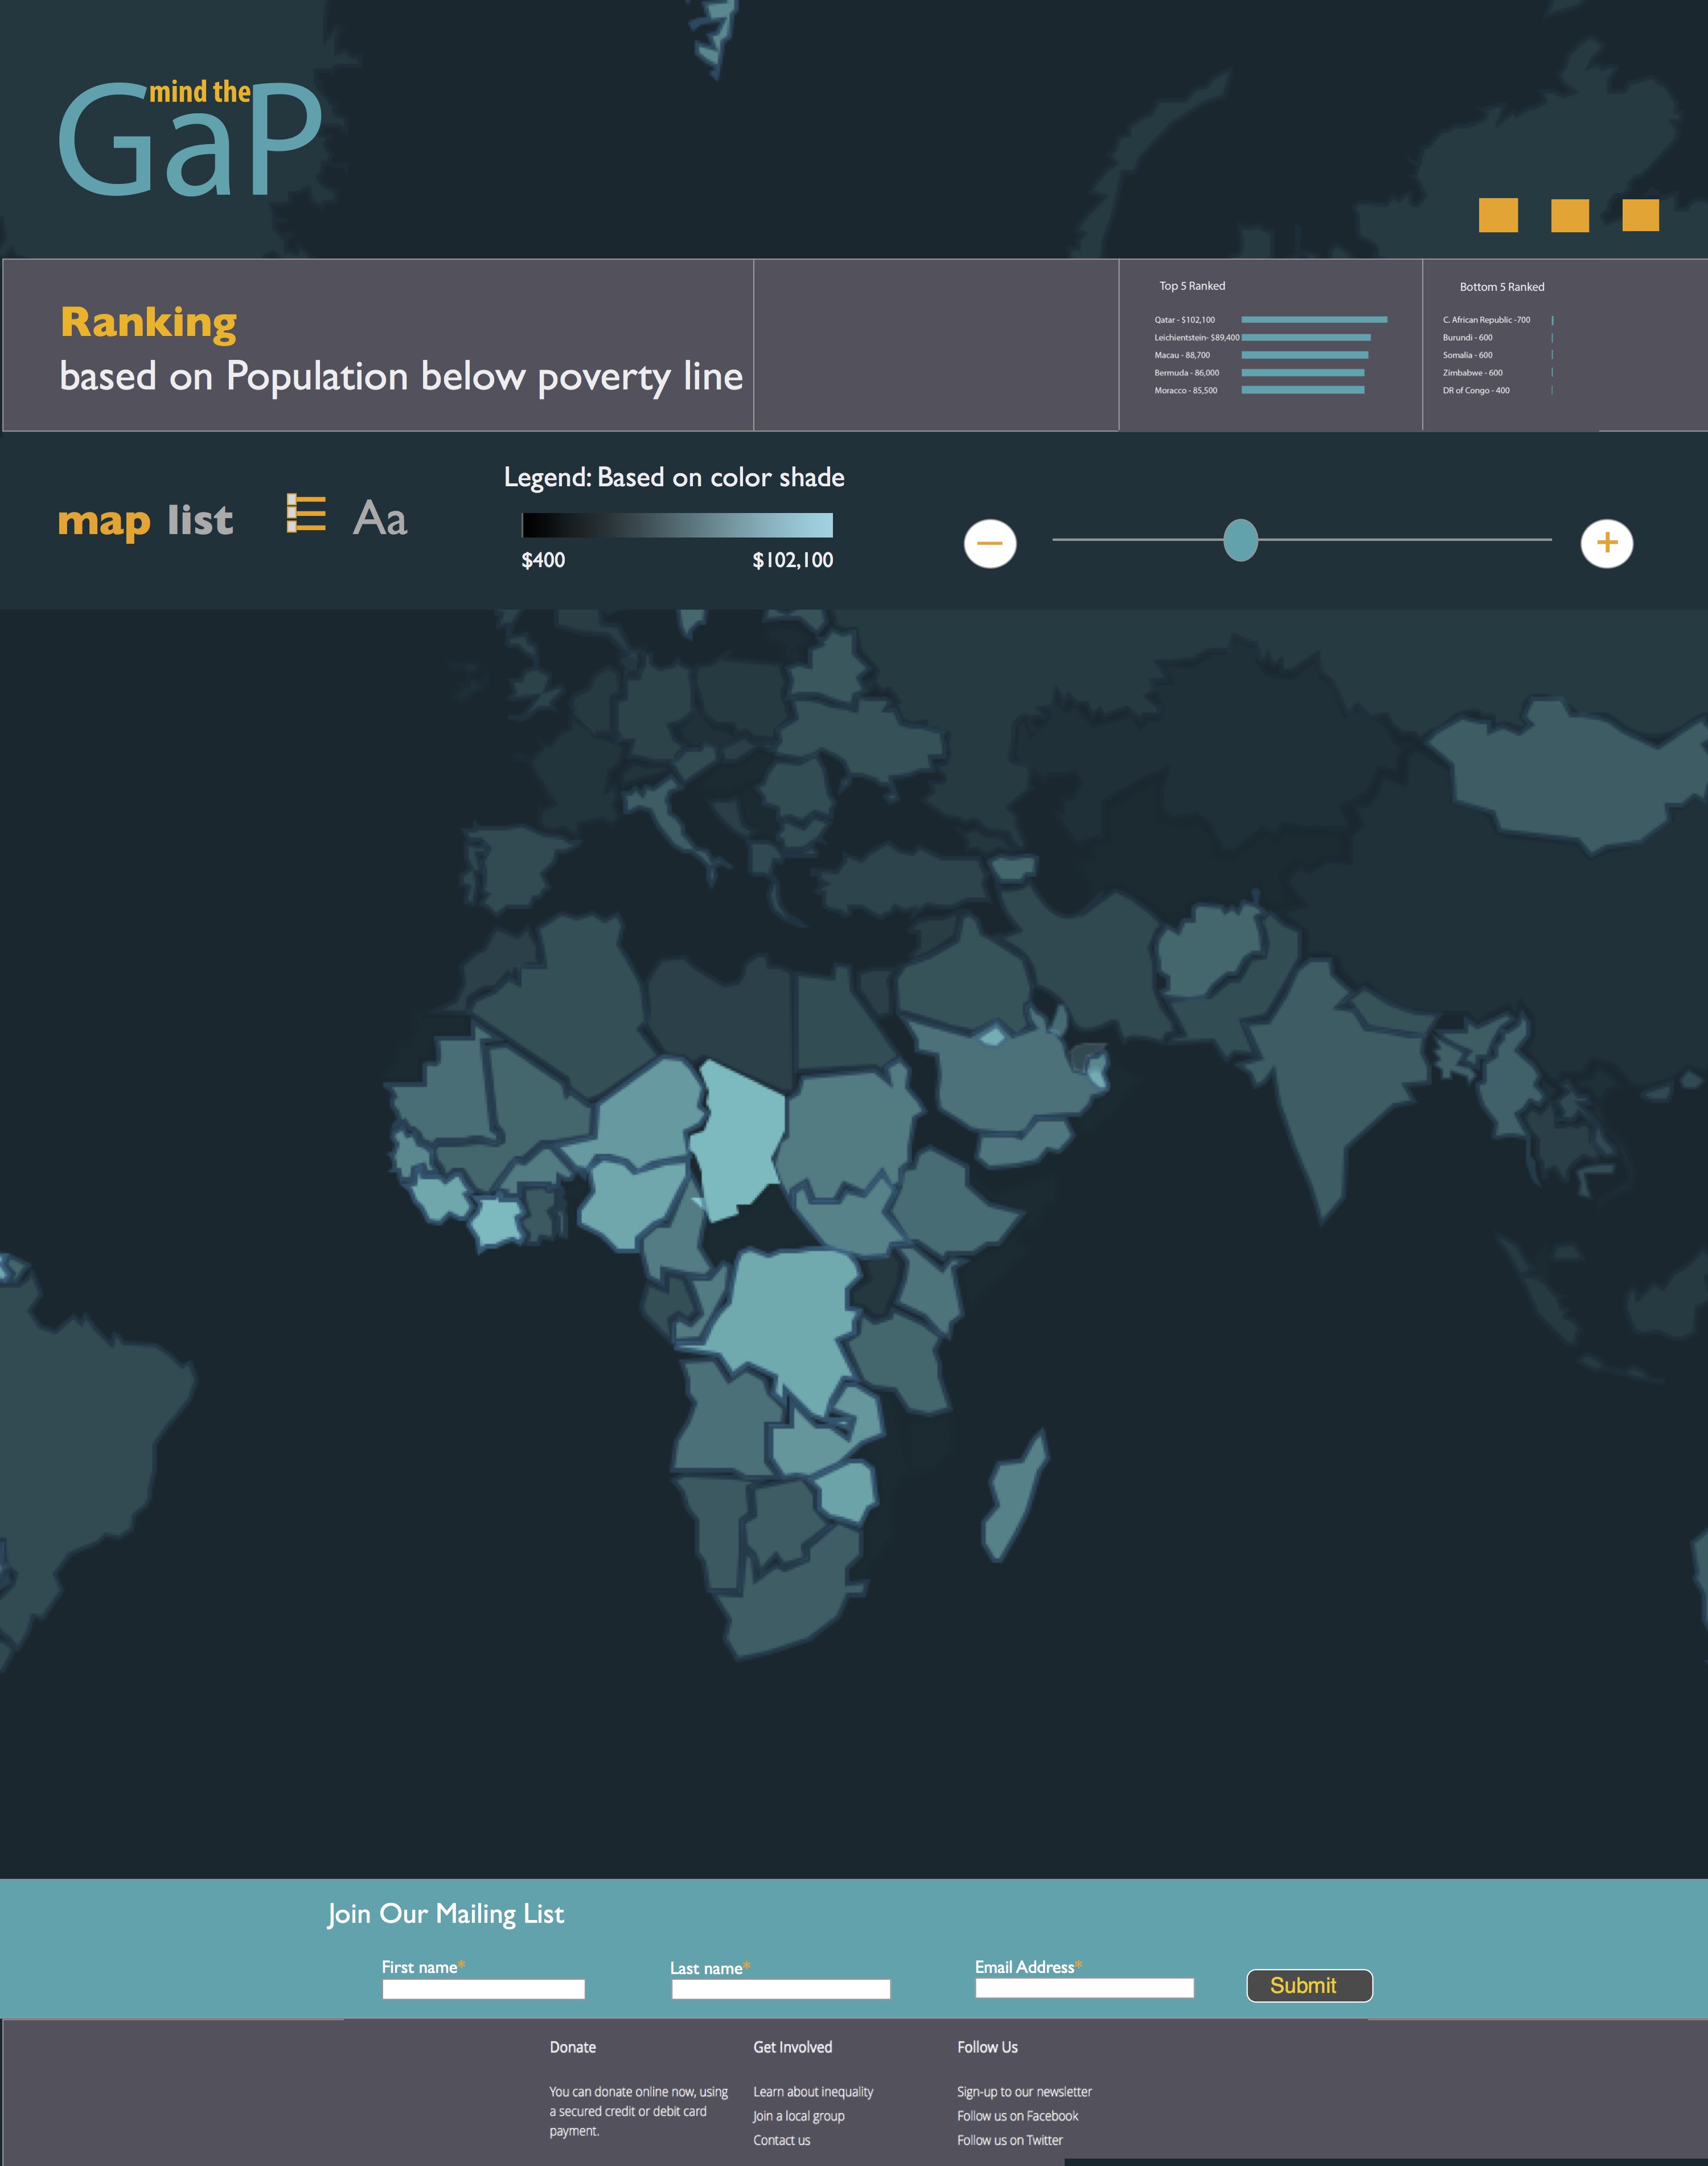 mind the
GaP
Ranking
based on Population below poverty line
Top 5 Ranked
Qatar - $102,100
Leichientstein- $89,400
Macau - 88,700
Bermuda - 86,000
Moracco - 85,500
Bottom 5 Ranked
C. African Republic -700
Burundi - 600
Somalia - 600
Zimbabwe - 600
DR of Congo - 400
map list Aa
Legend: Based on color shade
$400 $102,100
Join Our Mailing List
First name* Last name* Email Address* Submit
Donate
You can donate online now, using
a secured credit or debit card
payment.
Get Involved
Learn about inequality
Join a local group
Contact us
Follow Us
Sign-up to our newsletter
Follow us on Facebook
Follow us on Twitter